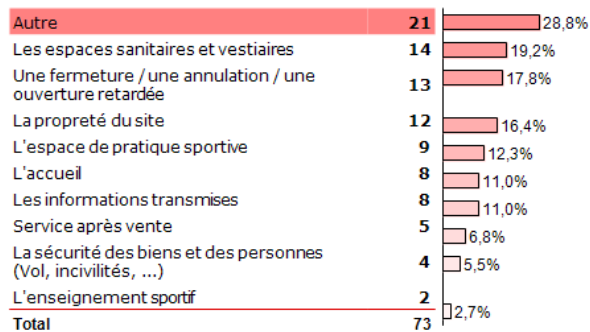 Autre 21 28,8%
Les espaces sanitaires et vestiaires 14 19,2%
Une fermeture / une annulation / une
ouverture retardée 13 17,8%
La propreté du site 12 16,4%
L'espace de pratique sportive 9 12,3%
L'accueil 8 11,0%
Les informations transmises 8 11,0%
Service après vente 5 6,8%
La sécurité des biens et des personnes
(Vol, incivilités, ...) 4 5,5%
L'enseignement sportif 2 2,7%
Total 73